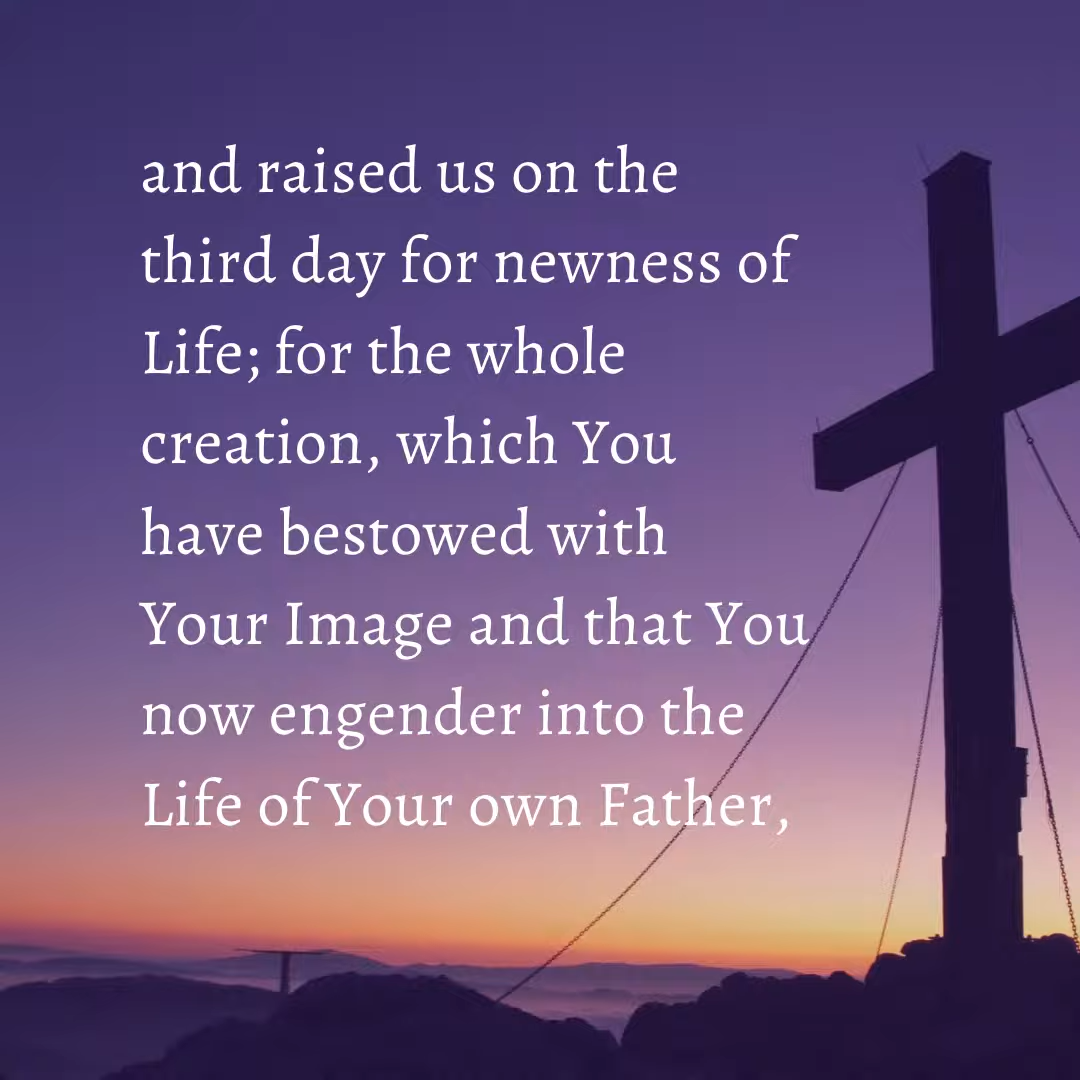 and raised us on the
third day for newness of
Life; for the whole
creation, which You
have bestowed with
Your Image and that You
now engender into the
Life of Your own Father,